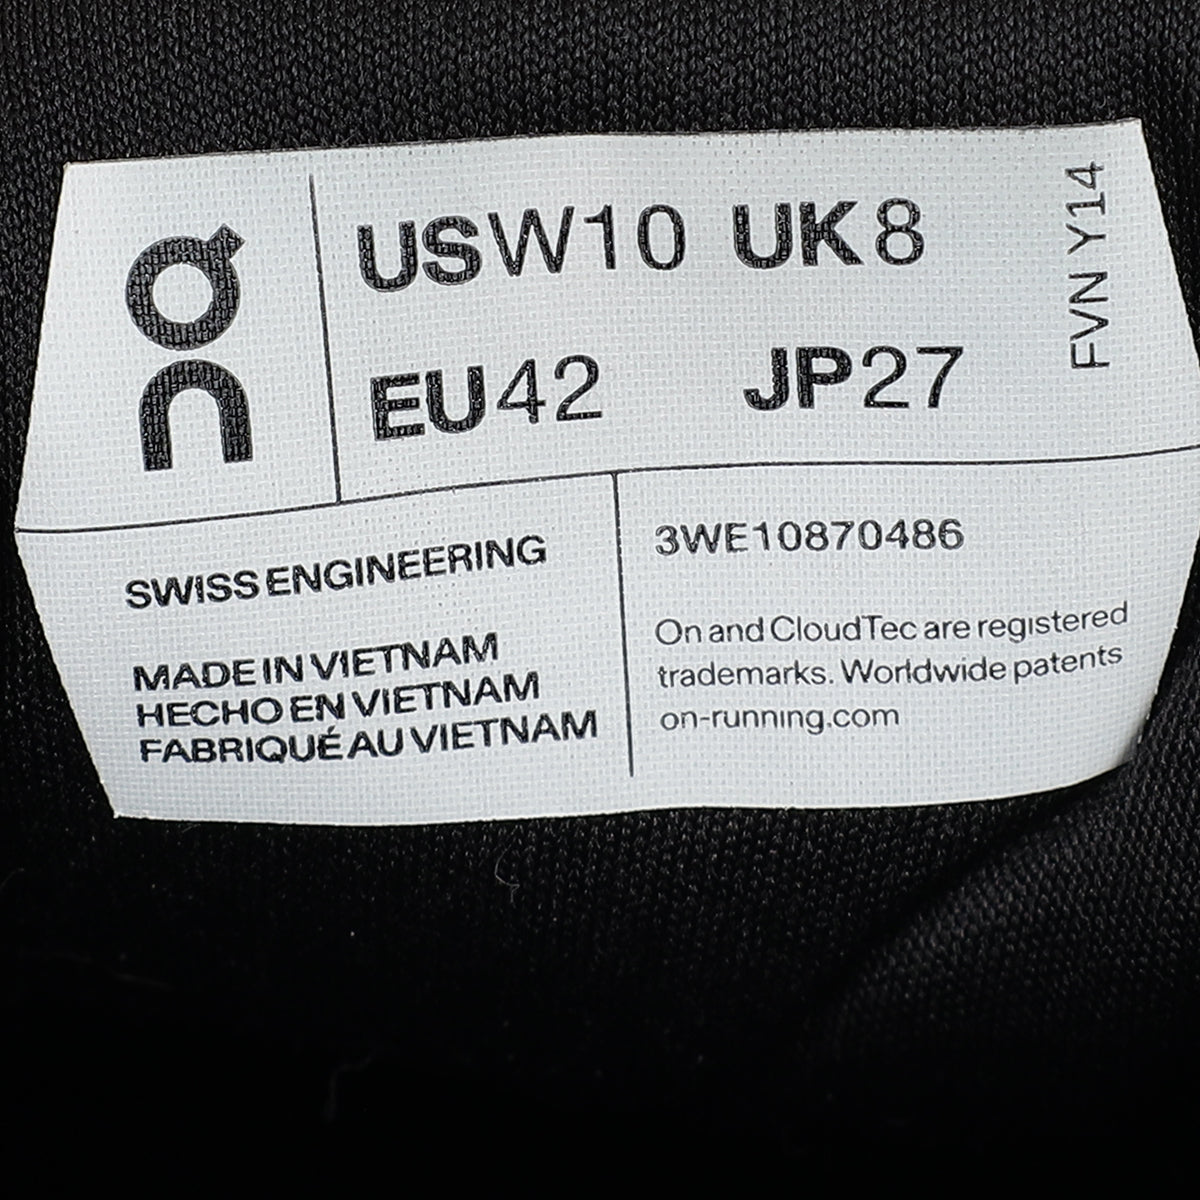 On
USW10 UK8
EU42 JP27
FVN Y14
SWISS ENGINEERING
MADE IN VIETNAM
HECHO EN VIETNAM
FABRIQUÉ AU VIETNAM
3WE10870486
On and CloudTec are registered
trademarks. Worldwide patents
on-running.com